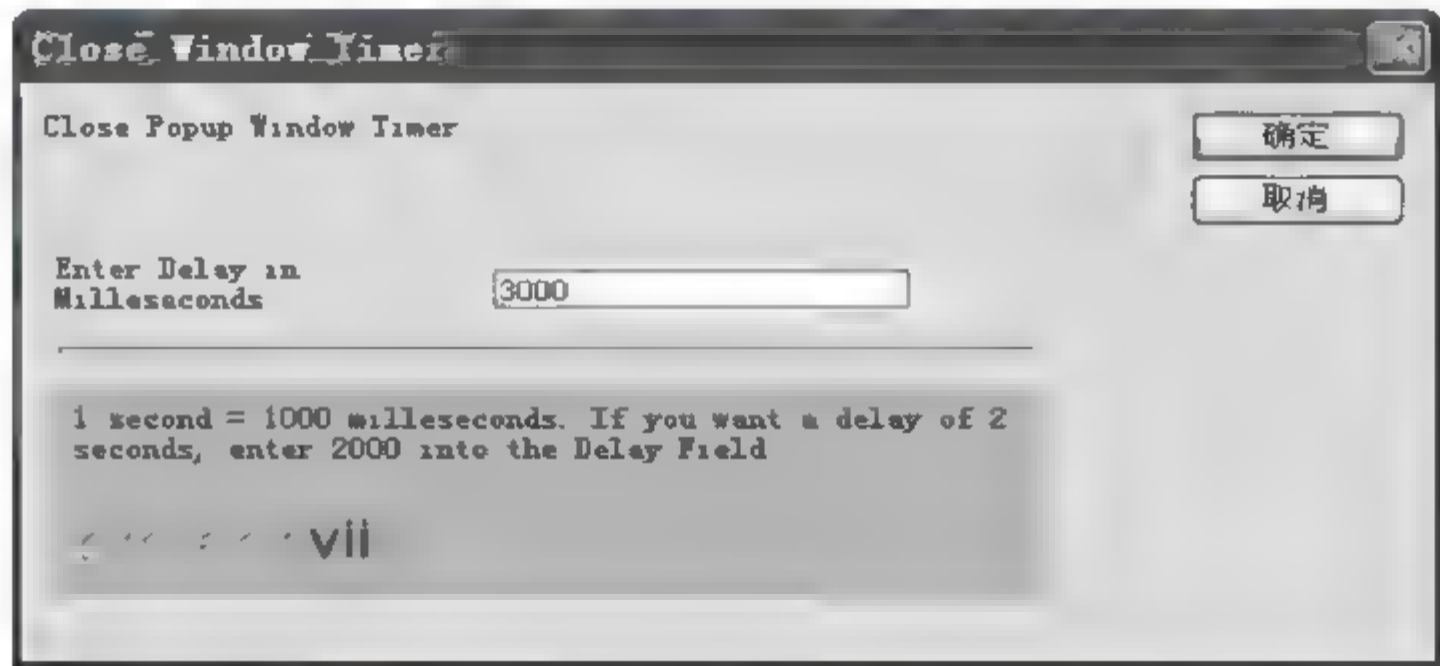 Close Window Timer
Close Popup Window Timer
确定
取消
Enter Delay in
Milleseconds
3000
1 second = 1000 milleseconds. If you want a delay of 2
seconds, enter 2000 into the Delay Field
vii